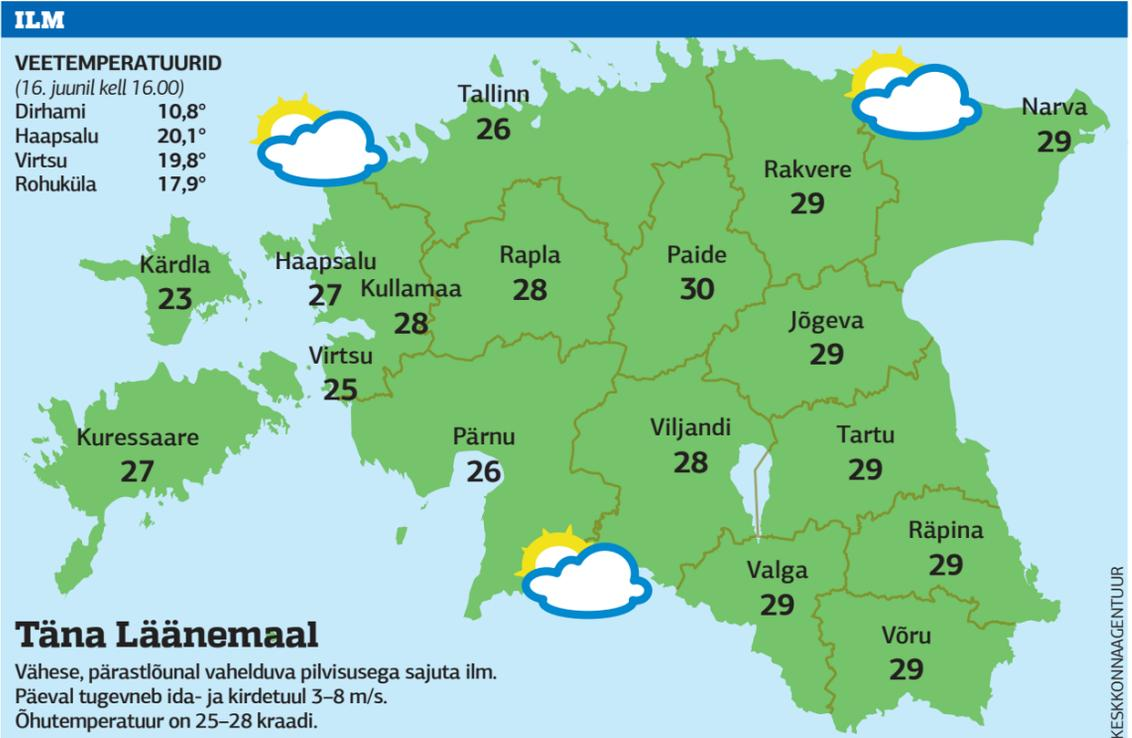 ILM
VEETEMPERATUURID
(16. juunil kell 16.00)
Dirhami 10,8°
Haapsalu 20,1°
Virtsu 19,8°
Rohuküla 17,9°
Tallinn
26
Narva
29
Rakvere
29
Kärdla
23
Haapsalu
27
Kullamaa
28
Rapla
28
Paide
30
Jõgeva
29
Virtsu
25
Kuressaare
27
Pärnu
26
Viljandi
28
Tartu
29
Räpina
29
Valga
29
Võru
29
Täna Läänemaal
Vähese, pärastlõunal vahelduva pilvisusega sajuta ilm.
Päeval tugevneb ida- ja kirdetuul 3–8 m/s.
Õhutemperatuur on 25–28 kraadi.
KESKKONNAAGENTUUR